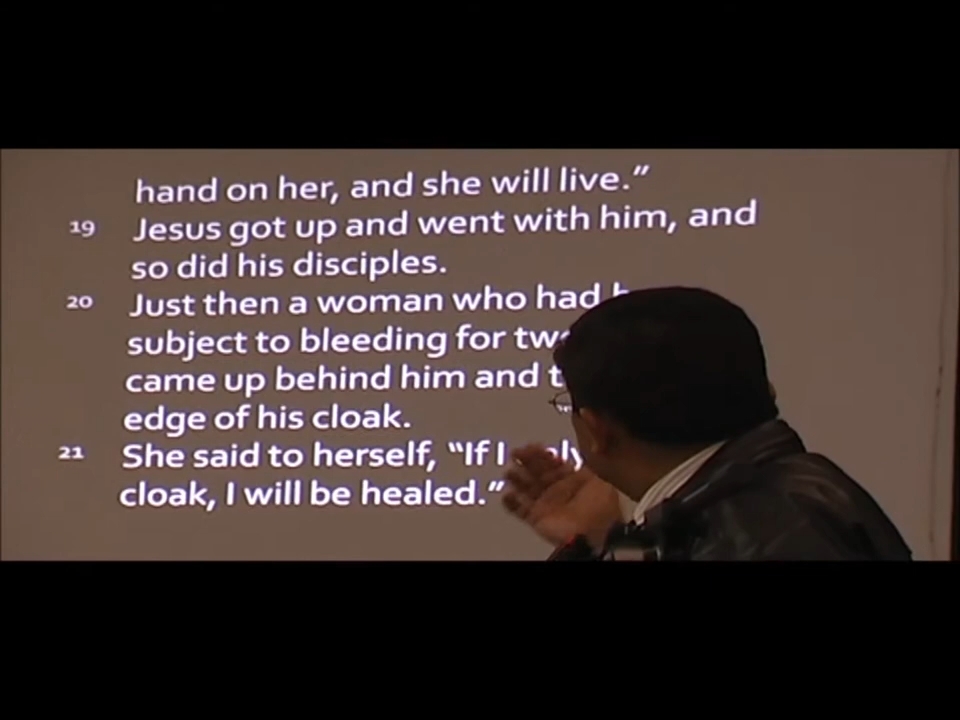 hand on her, and she will live.”
19 Jesus got up and went with him, and
so did his disciples.
20 Just then a woman who had
subject to bleeding for
came up behind him and
edge of his cloak.
21 She said to herself, “If I only
cloak, I will be healed.”